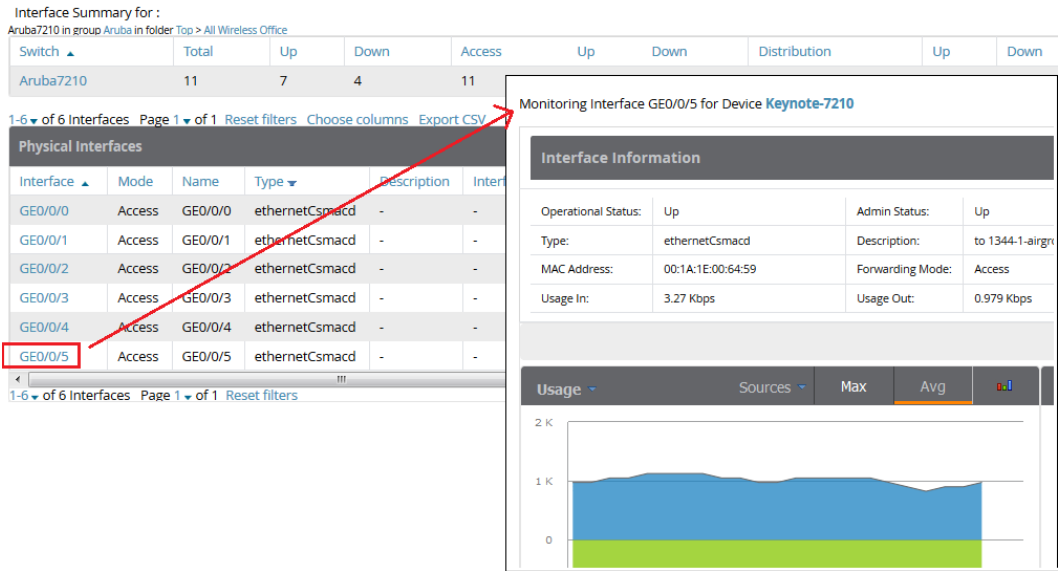 Interface Summary for :
Aruba7210 in group Aruba in folder Top > All Wireless Office
Switch Total Up Down Access Up Down Distribution Up Down
Aruba7210 11 7 4 11
1-6 of 6 Interfaces Page 1 of 1 Reset filters Choose columns Export CSV
Physical Interfaces
Interface Mode Name Type Description Interf
GE0/0/0 Access GE0/0/0 ethernetCsmacd - -
GE0/0/1 Access GE0/0/1 ethernetCsmacd - -
GE0/0/2 Access GE0/0/2 ethernetCsmacd - -
GE0/0/3 Access GE0/0/3 ethernetCsmacd - -
GE0/0/4 Access GE0/0/4 ethernetCsmacd - -
GE0/0/5 Access GE0/0/5 ethernetCsmacd - -
1-6 of 6 Interfaces Page 1 of 1 Reset filters
Monitoring Interface GE0/0/5 for Device Keynote-7210
Interface Information
Operational Status: Up Admin Status: Up
Type: ethernetCsmacd Description: to 1344-1-airgro
MAC Address: 00:1A:1E:00:64:59 Forwarding Mode: Access
Usage In: 3.27 Kbps Usage Out: 0.979 Kbps
Usage Sources Max Avg
2 K
1 K
0